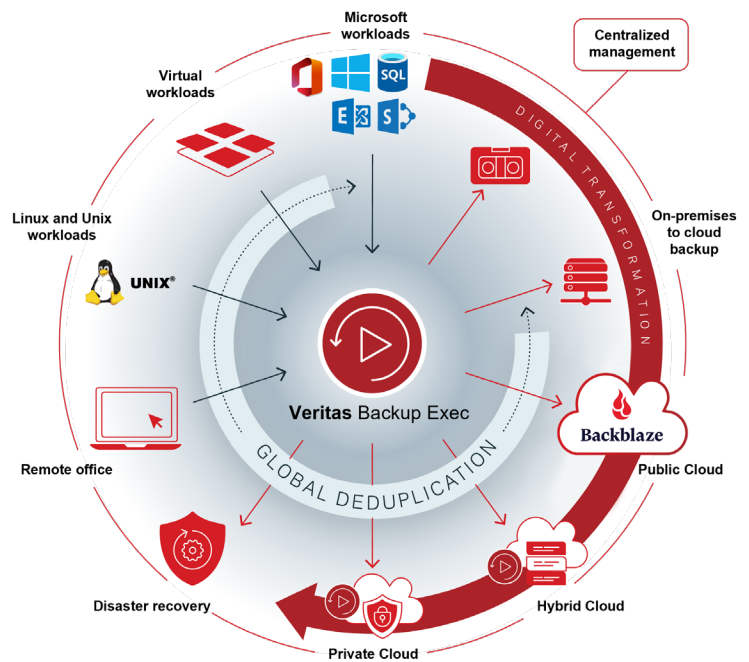 Microsoft
workloads
Centralized
management
Virtual
workloads
SQL
E
S
DIGITAL TRANSFORMATION
Linux and Unix
workloads
UNIX®
On-premises
to cloud
backup
Veritas Backup Exec
Backblaze
GLOBAL DEDUPLICATION
Remote office
Public Cloud
Disaster recovery
Hybrid Cloud
Private Cloud